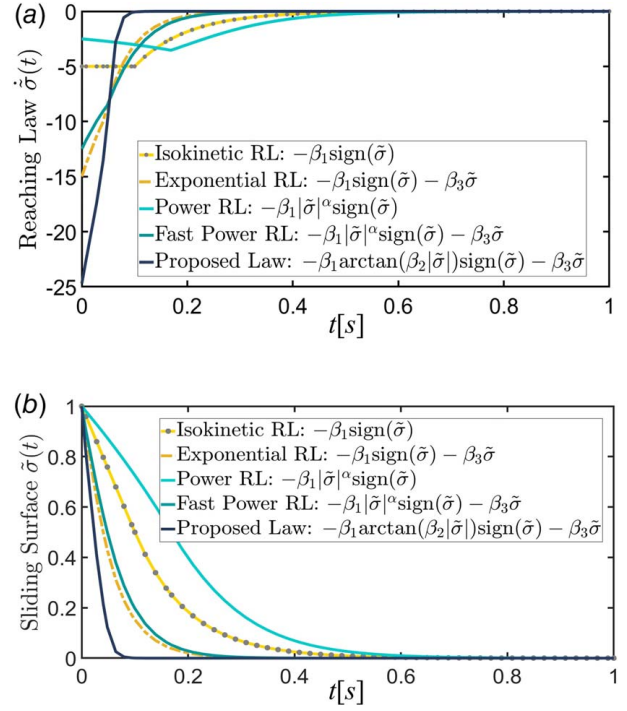 (a)
0
-5
-10
-15
-20
-25
Reaching Law $\dot{\tilde{\sigma}}(t)$
Isokinetic RL: $-\beta_1\text{sign}(\tilde{\sigma})$
Exponential RL: $-\beta_1\text{sign}(\tilde{\sigma}) - \beta_3\tilde{\sigma}$
Power RL: $-\beta_1|\tilde{\sigma}|^{\alpha}\text{sign}(\tilde{\sigma})$
Fast Power RL: $-\beta_1|\tilde{\sigma}|^{\alpha}\text{sign}(\tilde{\sigma}) - \beta_3\tilde{\sigma}$
Proposed Law: $-\beta_1\text{arctan}(\beta_2|\tilde{\sigma}|)\text{sign}(\tilde{\sigma}) - \beta_3\tilde{\sigma}$
0 0.2 0.4 0.6 0.8 1
t[s]
(b)
1
0.8
0.6
0.4
0.2
0
Sliding Surface $\tilde{\sigma}(t)$
Isokinetic RL: $-\beta_1\text{sign}(\tilde{\sigma})$
Exponential RL: $-\beta_1\text{sign}(\tilde{\sigma}) - \beta_3\tilde{\sigma}$
Power RL: $-\beta_1|\tilde{\sigma}|^{\alpha}\text{sign}(\tilde{\sigma})$
Fast Power RL: $-\beta_1|\tilde{\sigma}|^{\alpha}\text{sign}(\tilde{\sigma}) - \beta_3\tilde{\sigma}$
Proposed Law: $-\beta_1\text{arctan}(\beta_2|\tilde{\sigma}|)\text{sign}(\tilde{\sigma}) - \beta_3\tilde{\sigma}$
0 0.2 0.4 0.6 0.8 1
t[s]